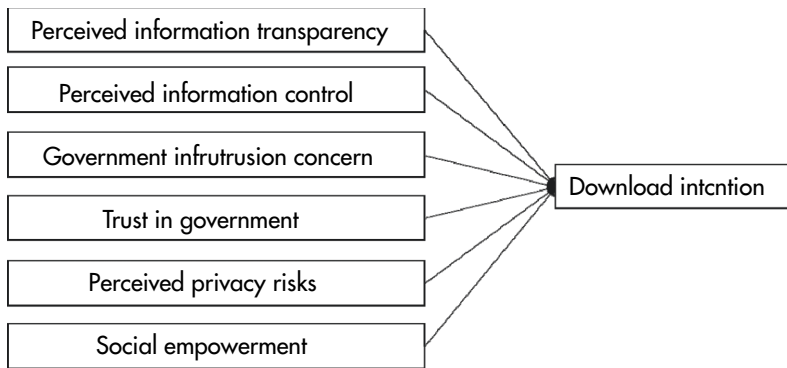 Perceived information transparency
Perceived information control
Government infrutrusion concern
Trust in government
Perceived privacy risks
Social empowerment
Download intcntion